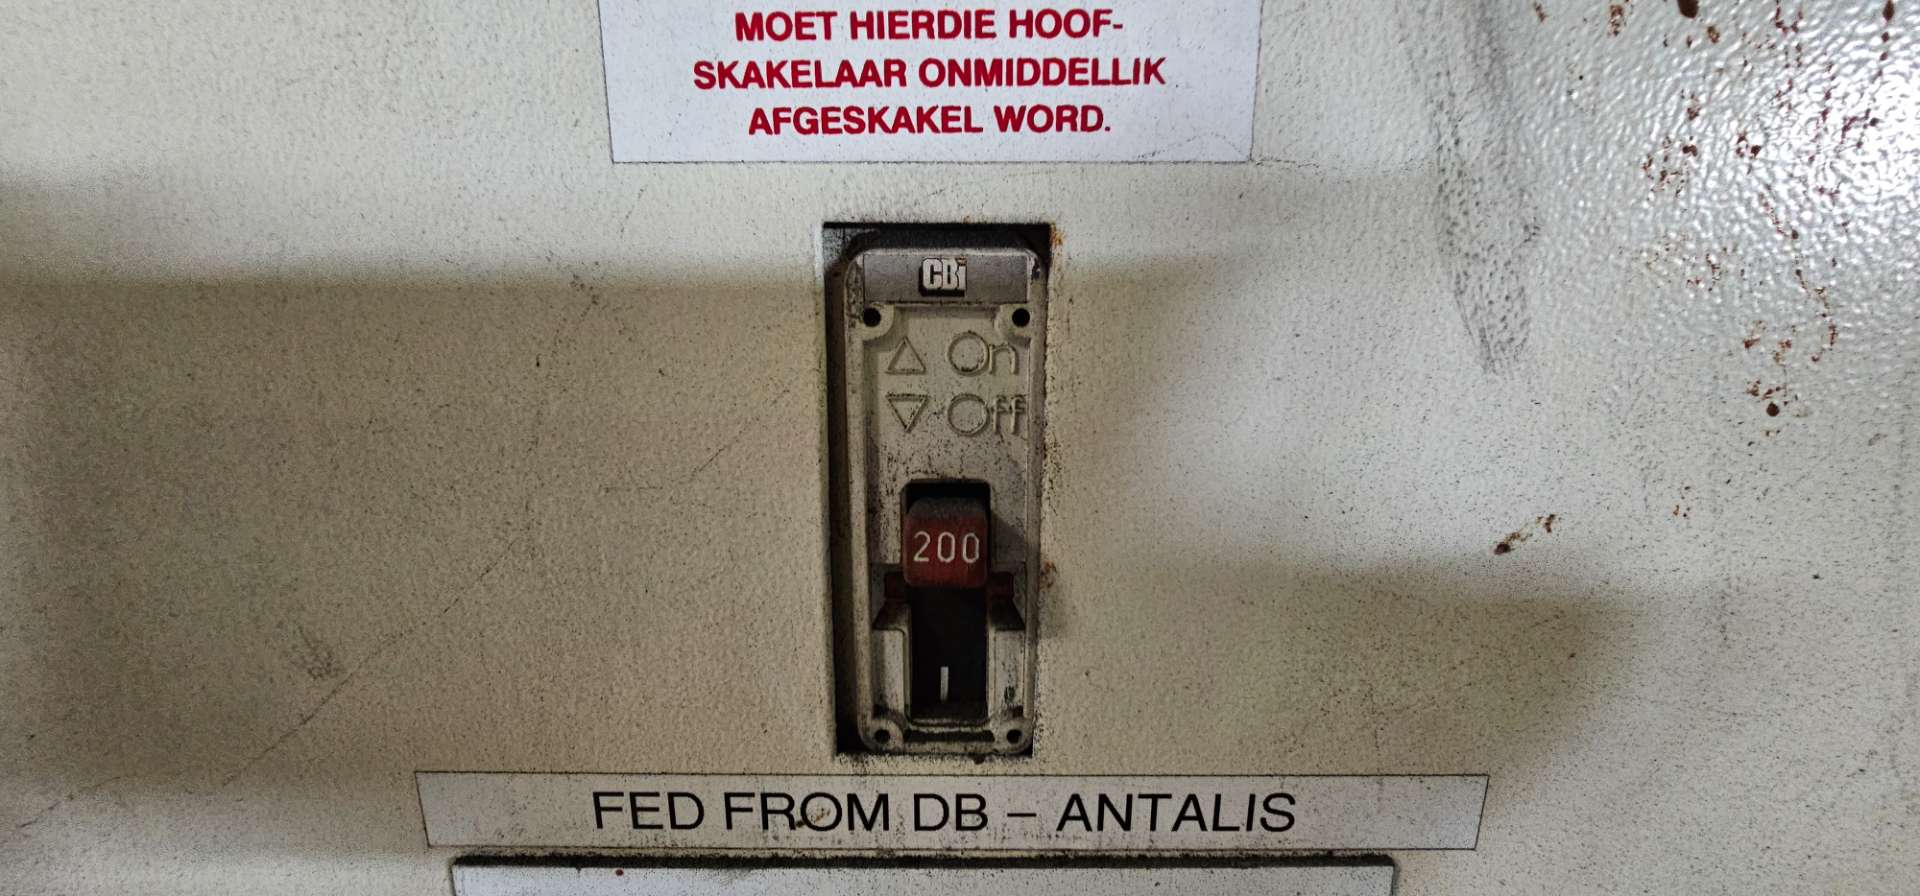 MOET HIERDIE HOOF-
SKAKELAAR ONMIDDELLIK
AFGESKAKEL WORD.
CBi
△ On
▽ Off
200
I
FED FROM DB – ANTALIS